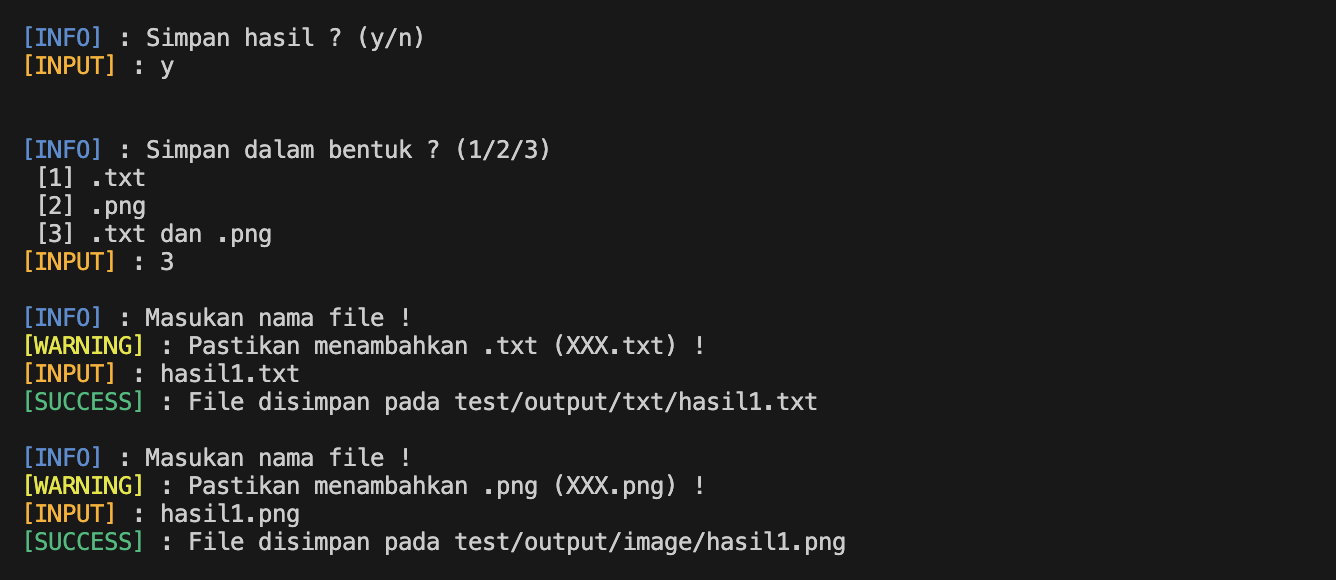 [INFO] : Simpan hasil ? (y/n)
[INPUT] : y
[INFO] : Simpan dalam bentuk ? (1/2/3)
[1] .txt
[2] .png
[3] .txt dan .png
[INPUT] : 3
[INFO] : Masukan nama file !
[WARNING] : Pastikan menambahkan .txt (XXX.txt) !
[INPUT] : hasil1.txt
[SUCCESS] : File disimpan pada test/output/txt/hasil1.txt
[INFO] : Masukan nama file !
[WARNING] : Pastikan menambahkan .png (XXX.png) !
[INPUT] : hasil1.png
[SUCCESS] : File disimpan pada test/output/image/hasil1.png